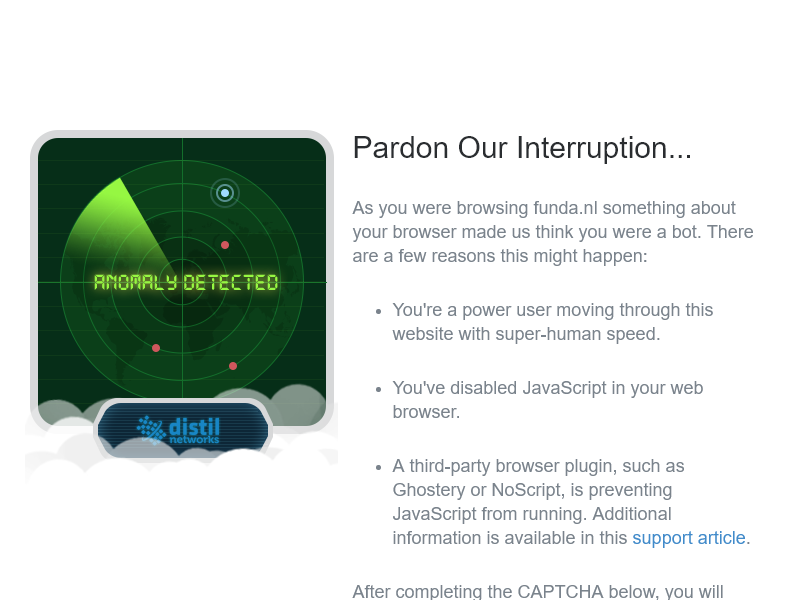 ANOMALY DETECTED
distil
networks
Pardon Our Interruption...
As you were browsing funda.nl something about
your browser made us think you were a bot. There
are a few reasons this might happen:
You're a power user moving through this
website with super-human speed.
You've disabled JavaScript in your web
browser.
A third-party browser plugin, such as
Ghostery or NoScript, is preventing
JavaScript from running. Additional
information is available in this support article.
After completing the CAPTCHA below, you will